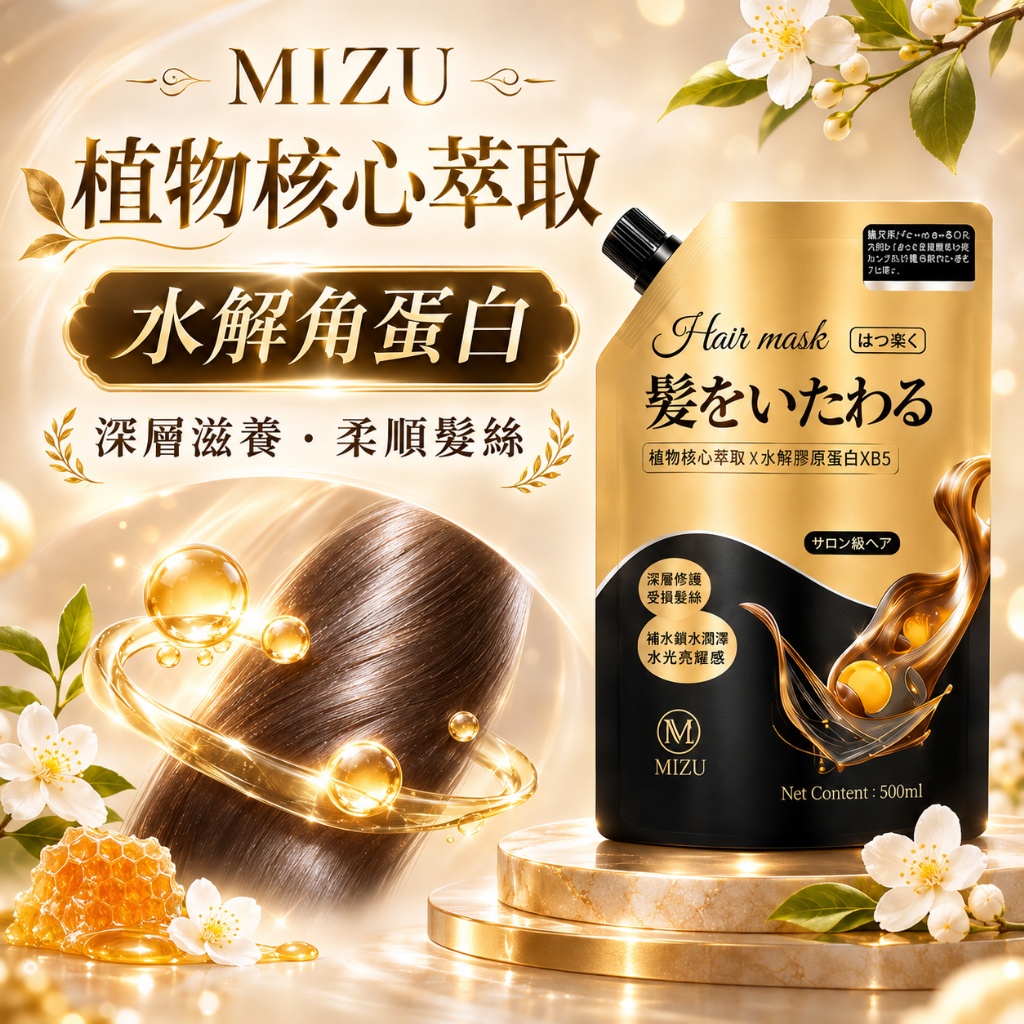 MIZU
植物核心萃取
水解角蛋白
深層滋養・柔順髮絲
Hair mask
はつ楽く
髪をいたわる
植物核心萃取X水解膠原蛋白XB5
サロン級ヘア
深層修護
受損髮絲
補水鎖水潤澤
水光亮耀感
M
MIZU
Net Content : 500ml